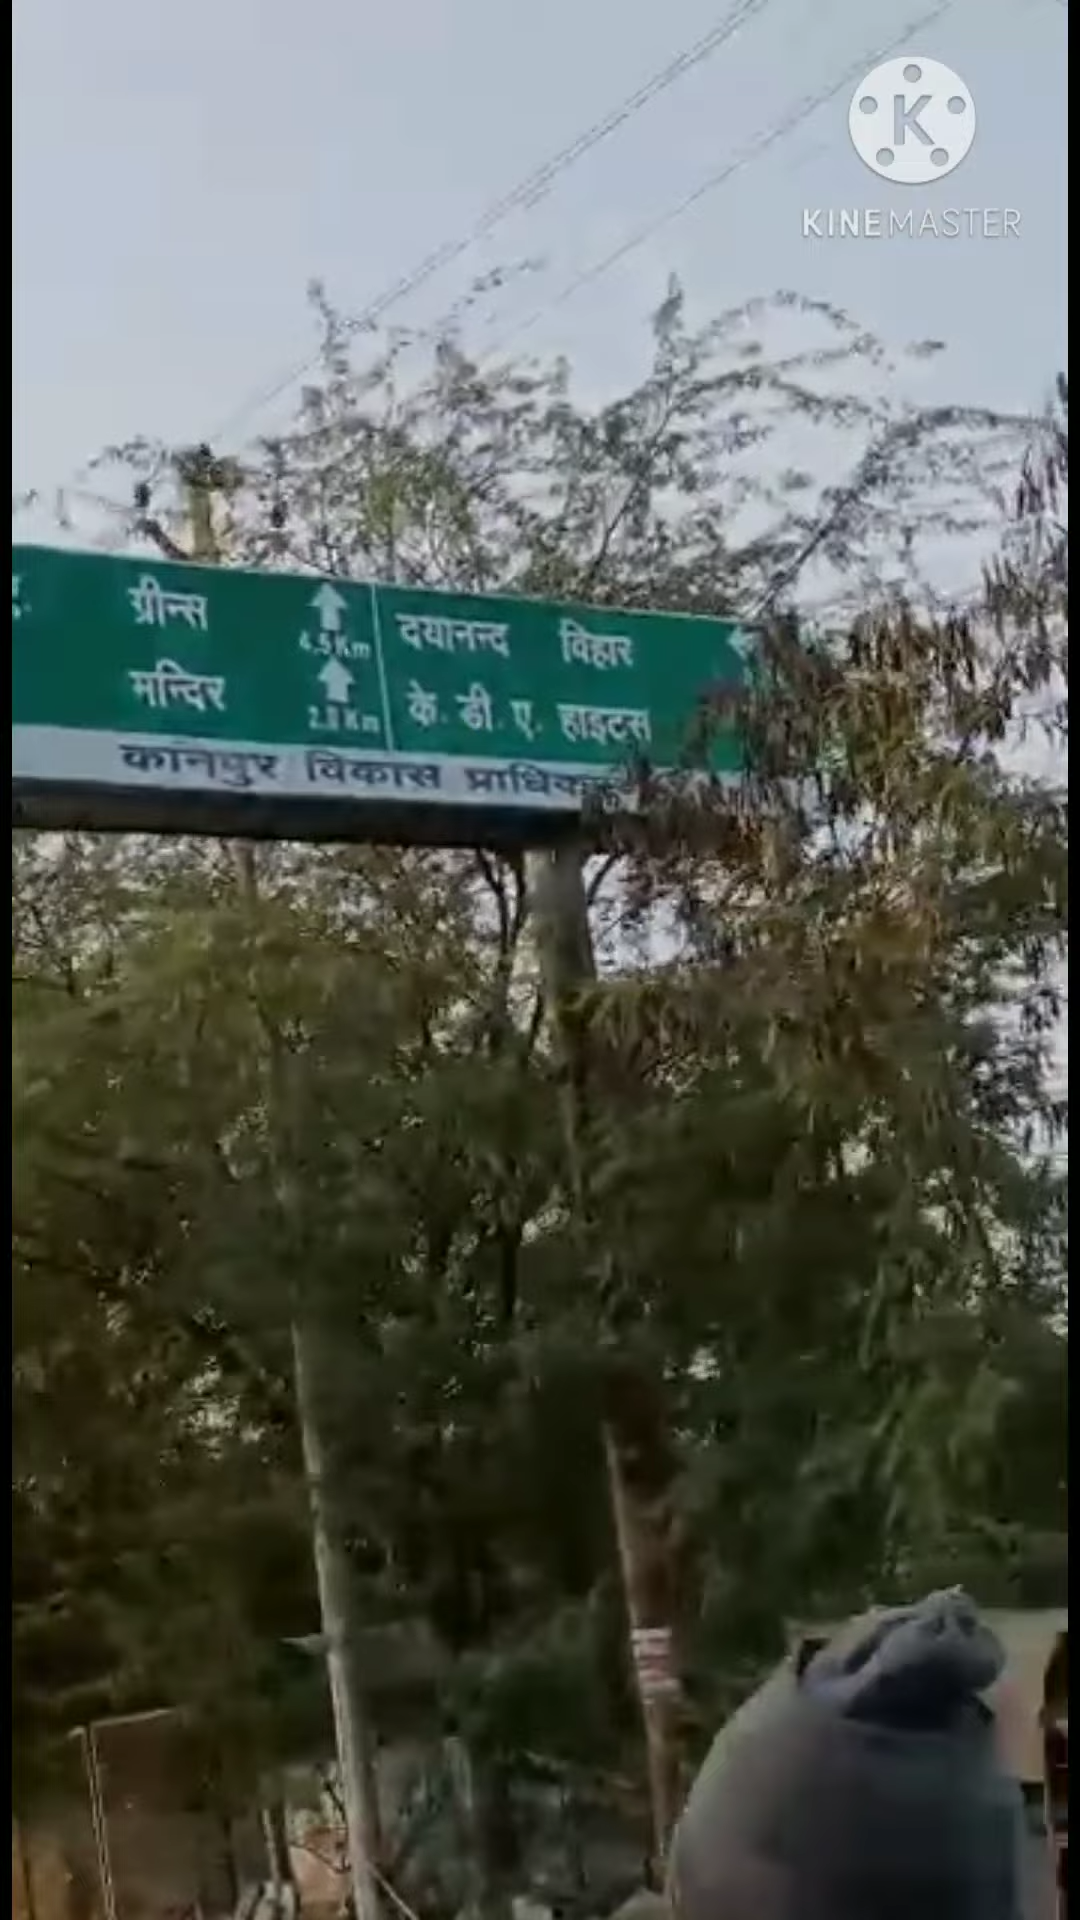 K
KINEMASTER
ग्रीन्स 4.5 Km
मन्दिर 2.8 Km
दयानन्द विहार
के. डी. ए. हाइटस
कानपुर विकास